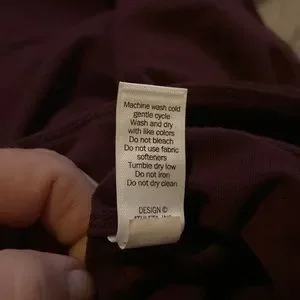 Machine wash cold
gentle cycle
Wash and dry
with like colors
Do not bleach
Do not use fabric
softeners
Tumble dry low
Do not iron
Do not dry clean
DESIGN ©